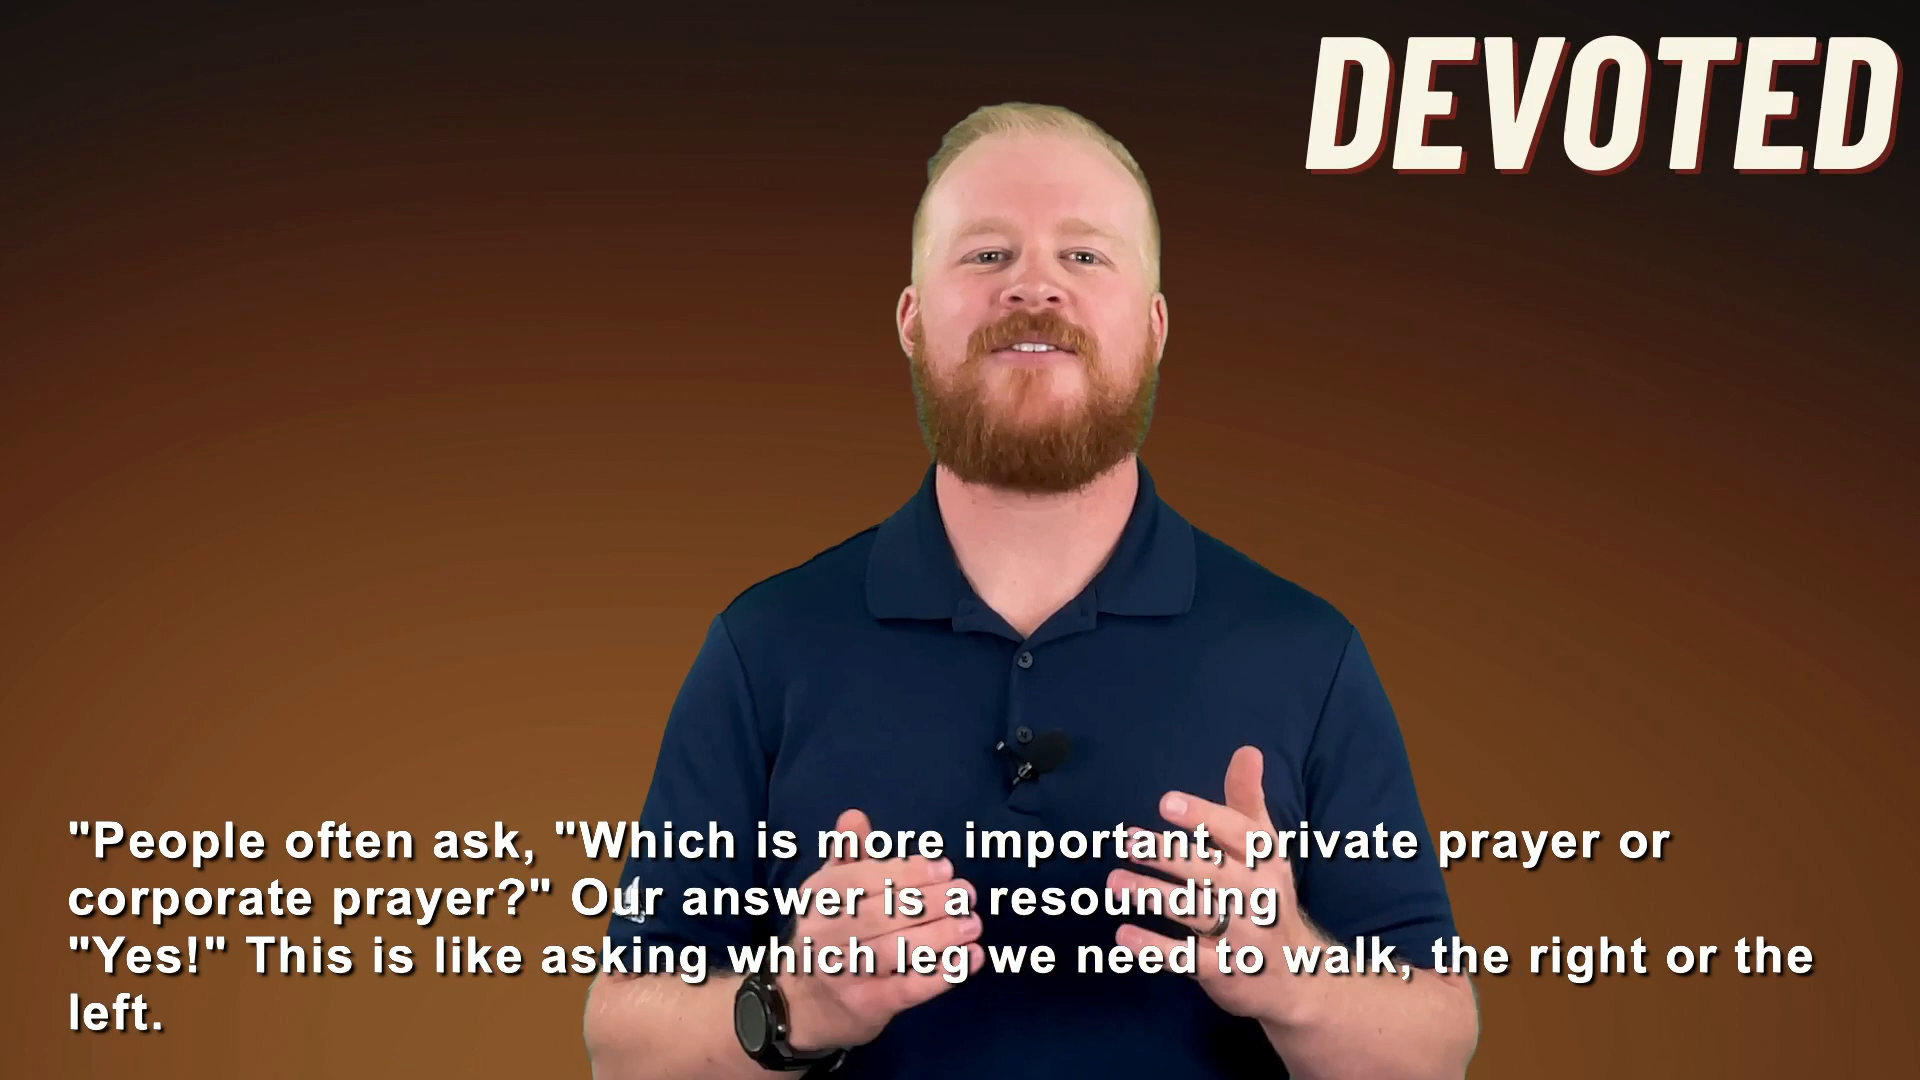 DEVOTED
"People often ask, "Which is more important, private prayer or
corporate prayer?" Our answer is a resounding
"Yes!" This is like asking which leg we need to walk, the right or the
left.